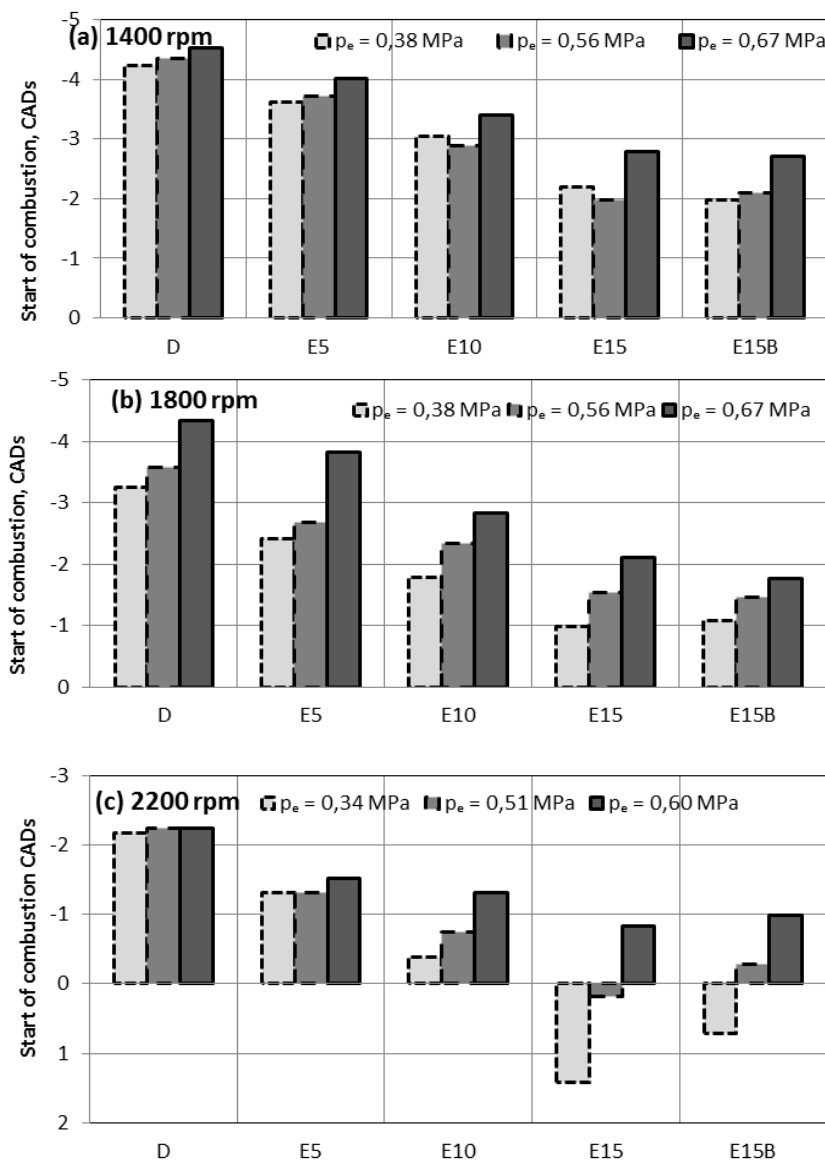 -5
(a) 1400 rpm
pₑ = 0,38 MPa pₑ = 0,56 MPa pₑ = 0,67 MPa
-4
-3
-2
-1
0
Start of combustion, CADs
D E5 E10 E15 E15B
-5
(b) 1800 rpm
pₑ = 0,38 MPa pₑ = 0,56 MPa pₑ = 0,67 MPa
-4
-3
-2
-1
0
Start of combustion, CADs
D E5 E10 E15 E15B
-3
(c) 2200 rpm pₑ = 0,34 MPa pₑ = 0,51 MPa pₑ = 0,60 MPa
-2
-1
0
1
2
Start of combustion CADs
D E5 E10 E15 E15B